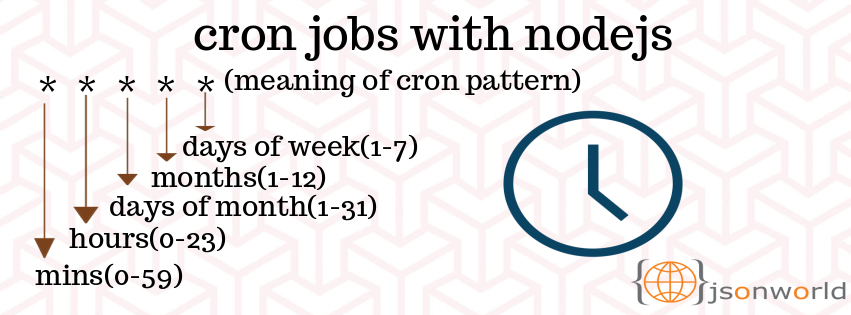 cron jobs with nodejs
* * * * * (meaning of cron pattern)
days of week(1-7)
months(1-12)
days of month(1-31)
hours(0-23)
mins(0-59)
{}jsonworld